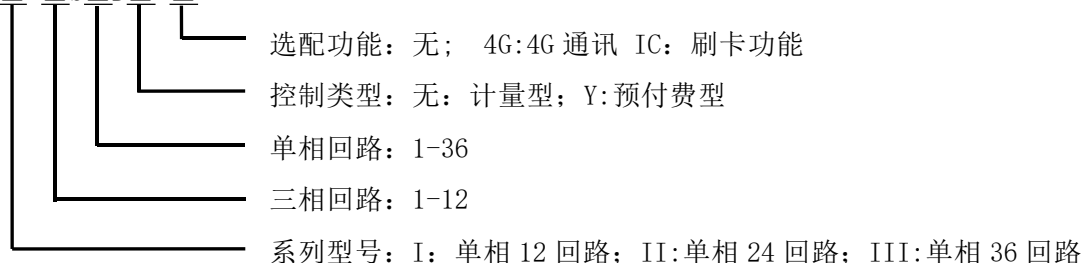 选配功能：无； 4G:4G 通讯 IC：刷卡功能
控制类型：无：计量型；Y:预付费型
单相回路：1-36
三相回路：1-12
系列型号：I：单相 12 回路；II:单相 24 回路；III:单相 36 回路